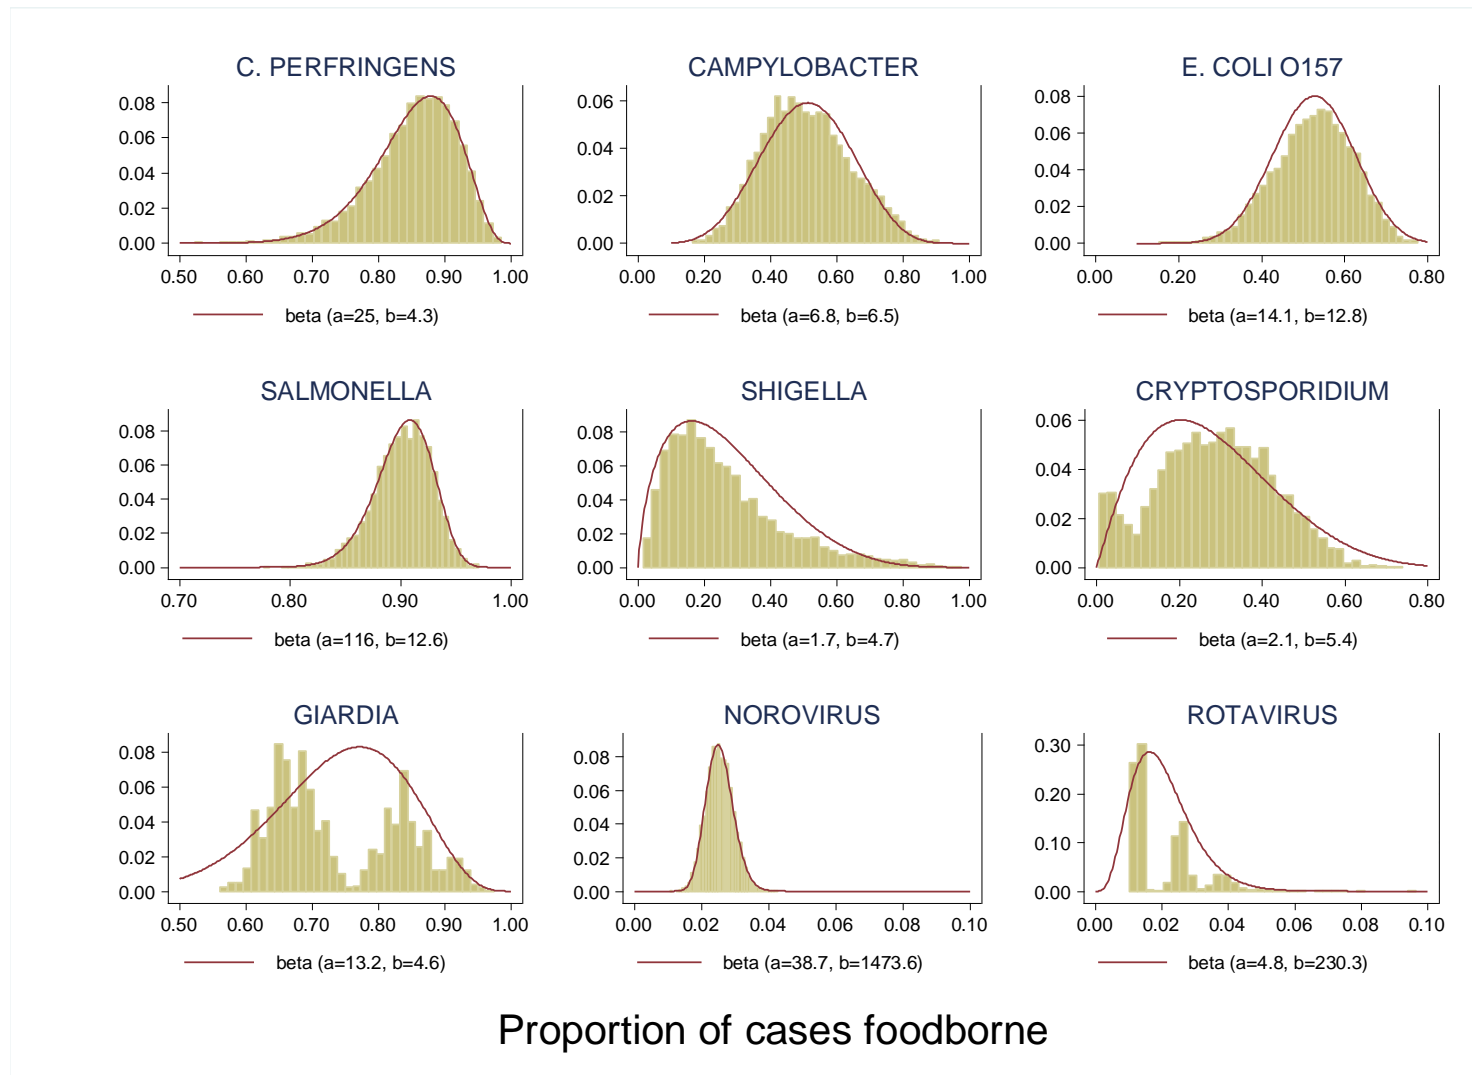 C. PERFRINGENS
0.08
0.06
0.04
0.02
0.00
0.50 0.60 0.70 0.80 0.90 1.00
beta (a=25, b=4.3)
CAMPYLOBACTER
0.06
0.04
0.02
0.00
0.00 0.20 0.40 0.60 0.80 1.00
beta (a=6.8, b=6.5)
E. COLI O157
0.08
0.06
0.04
0.02
0.00
0.00 0.20 0.40 0.60 0.80
beta (a=14.1, b=12.8)
SALMONELLA
0.08
0.06
0.04
0.02
0.00
0.70 0.80 0.90 1.00
beta (a=116, b=12.6)
SHIGELLA
0.08
0.06
0.04
0.02
0.00
0.00 0.20 0.40 0.60 0.80 1.00
beta (a=1.7, b=4.7)
CRYPTOSPORIDIUM
0.06
0.04
0.02
0.00
0.00 0.20 0.40 0.60 0.80
beta (a=2.1, b=5.4)
GIARDIA
0.08
0.06
0.04
0.02
0.00
0.50 0.60 0.70 0.80 0.90 1.00
beta (a=13.2, b=4.6)
NOROVIRUS
0.08
0.06
0.04
0.02
0.00
0.00 0.02 0.04 0.06 0.08 0.10
beta (a=38.7, b=1473.6)
ROTAVIRUS
0.30
0.20
0.10
0.00
0.00 0.02 0.04 0.06 0.08 0.10
beta (a=4.8, b=230.3)
Proportion of cases foodborne